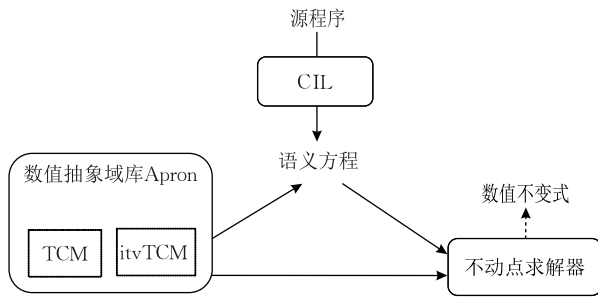 源程序
CIL
语义方程
数值抽象域库Apron
TCM
itvTCM
数值不变式
不动点求解器